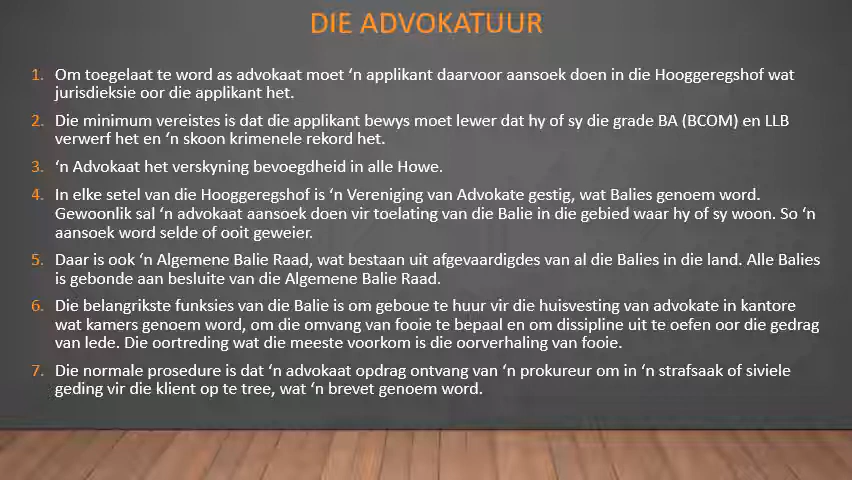 DIE ADVOKATUUR
1. Om toegelaat te word as advokaat moet ‘n applikant daarvoor aansoek doen in die Hooggeregshof wat
jurisdieksie oor die applikant het.
2. Die minimum vereistes is dat die applikant bewys moet lewer dat hy of sy die grade BA (BCOM) en LLB
verwerf het en ‘n skoon krimenele rekord het.
3. ‘n Advokaat het verskyning bevoegdheid in alle Howe.
4. In elke setel van die Hooggeregshof is ‘n Vereniging van Advokate gestig, wat Balies genoem word.
Gewoonlik sal ‘n advokaat aansoek doen vir toelating van die Balie in die gebied waar hy of sy woon. So ‘n
aansoek word selde of ooit geweier.
5. Daar is ook ‘n Algemene Balie Raad, wat bestaan uit afgevaardigdes van al die Balies in die land. Alle Balies
is gebonde aan besluite van die Algemene Balie Raad.
6. Die belangrikste funksies van die Balie is om geboue te huur vir die huisvesting van advokate in kantore
wat kamers genoem word, om die omvang van fooie te bepaal en om dissipline uit te oefen oor die gedrag
van lede. Die oortreding wat die meeste voorkom is die oorverhaling van fooie.
7. Die normale prosedure is dat ‘n advokaat opdrag ontvang van ‘n prokureur om in ‘n strafsaak of siviele
geding vir die klient op te tree, wat ‘n brevet genoem word.